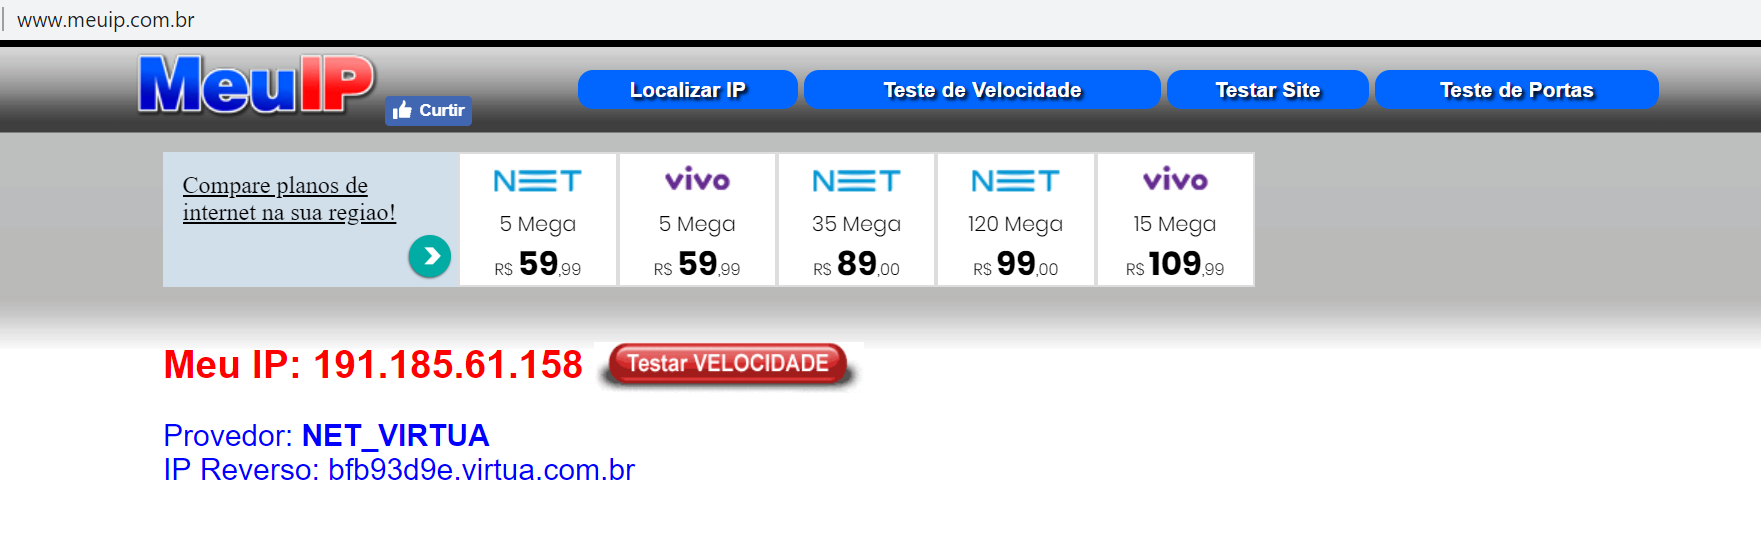 www.meuip.com.br
MeuIP
Curtir
Localizar IP
Teste de Velocidade
Testar Site
Teste de Portas
Compare planos de
internet na sua regiao!
NET
5 Mega
R$ 59,99
vivo
5 Mega
R$ 59,99
NET
35 Mega
R$ 89,00
NET
120 Mega
R$ 99,00
vivo
15 Mega
R$ 109,99
Meu IP: 191.185.61.158
Testar VELOCIDADE
Provedor: NET_VIRTUA
IP Reverso: bfb93d9e.virtua.com.br